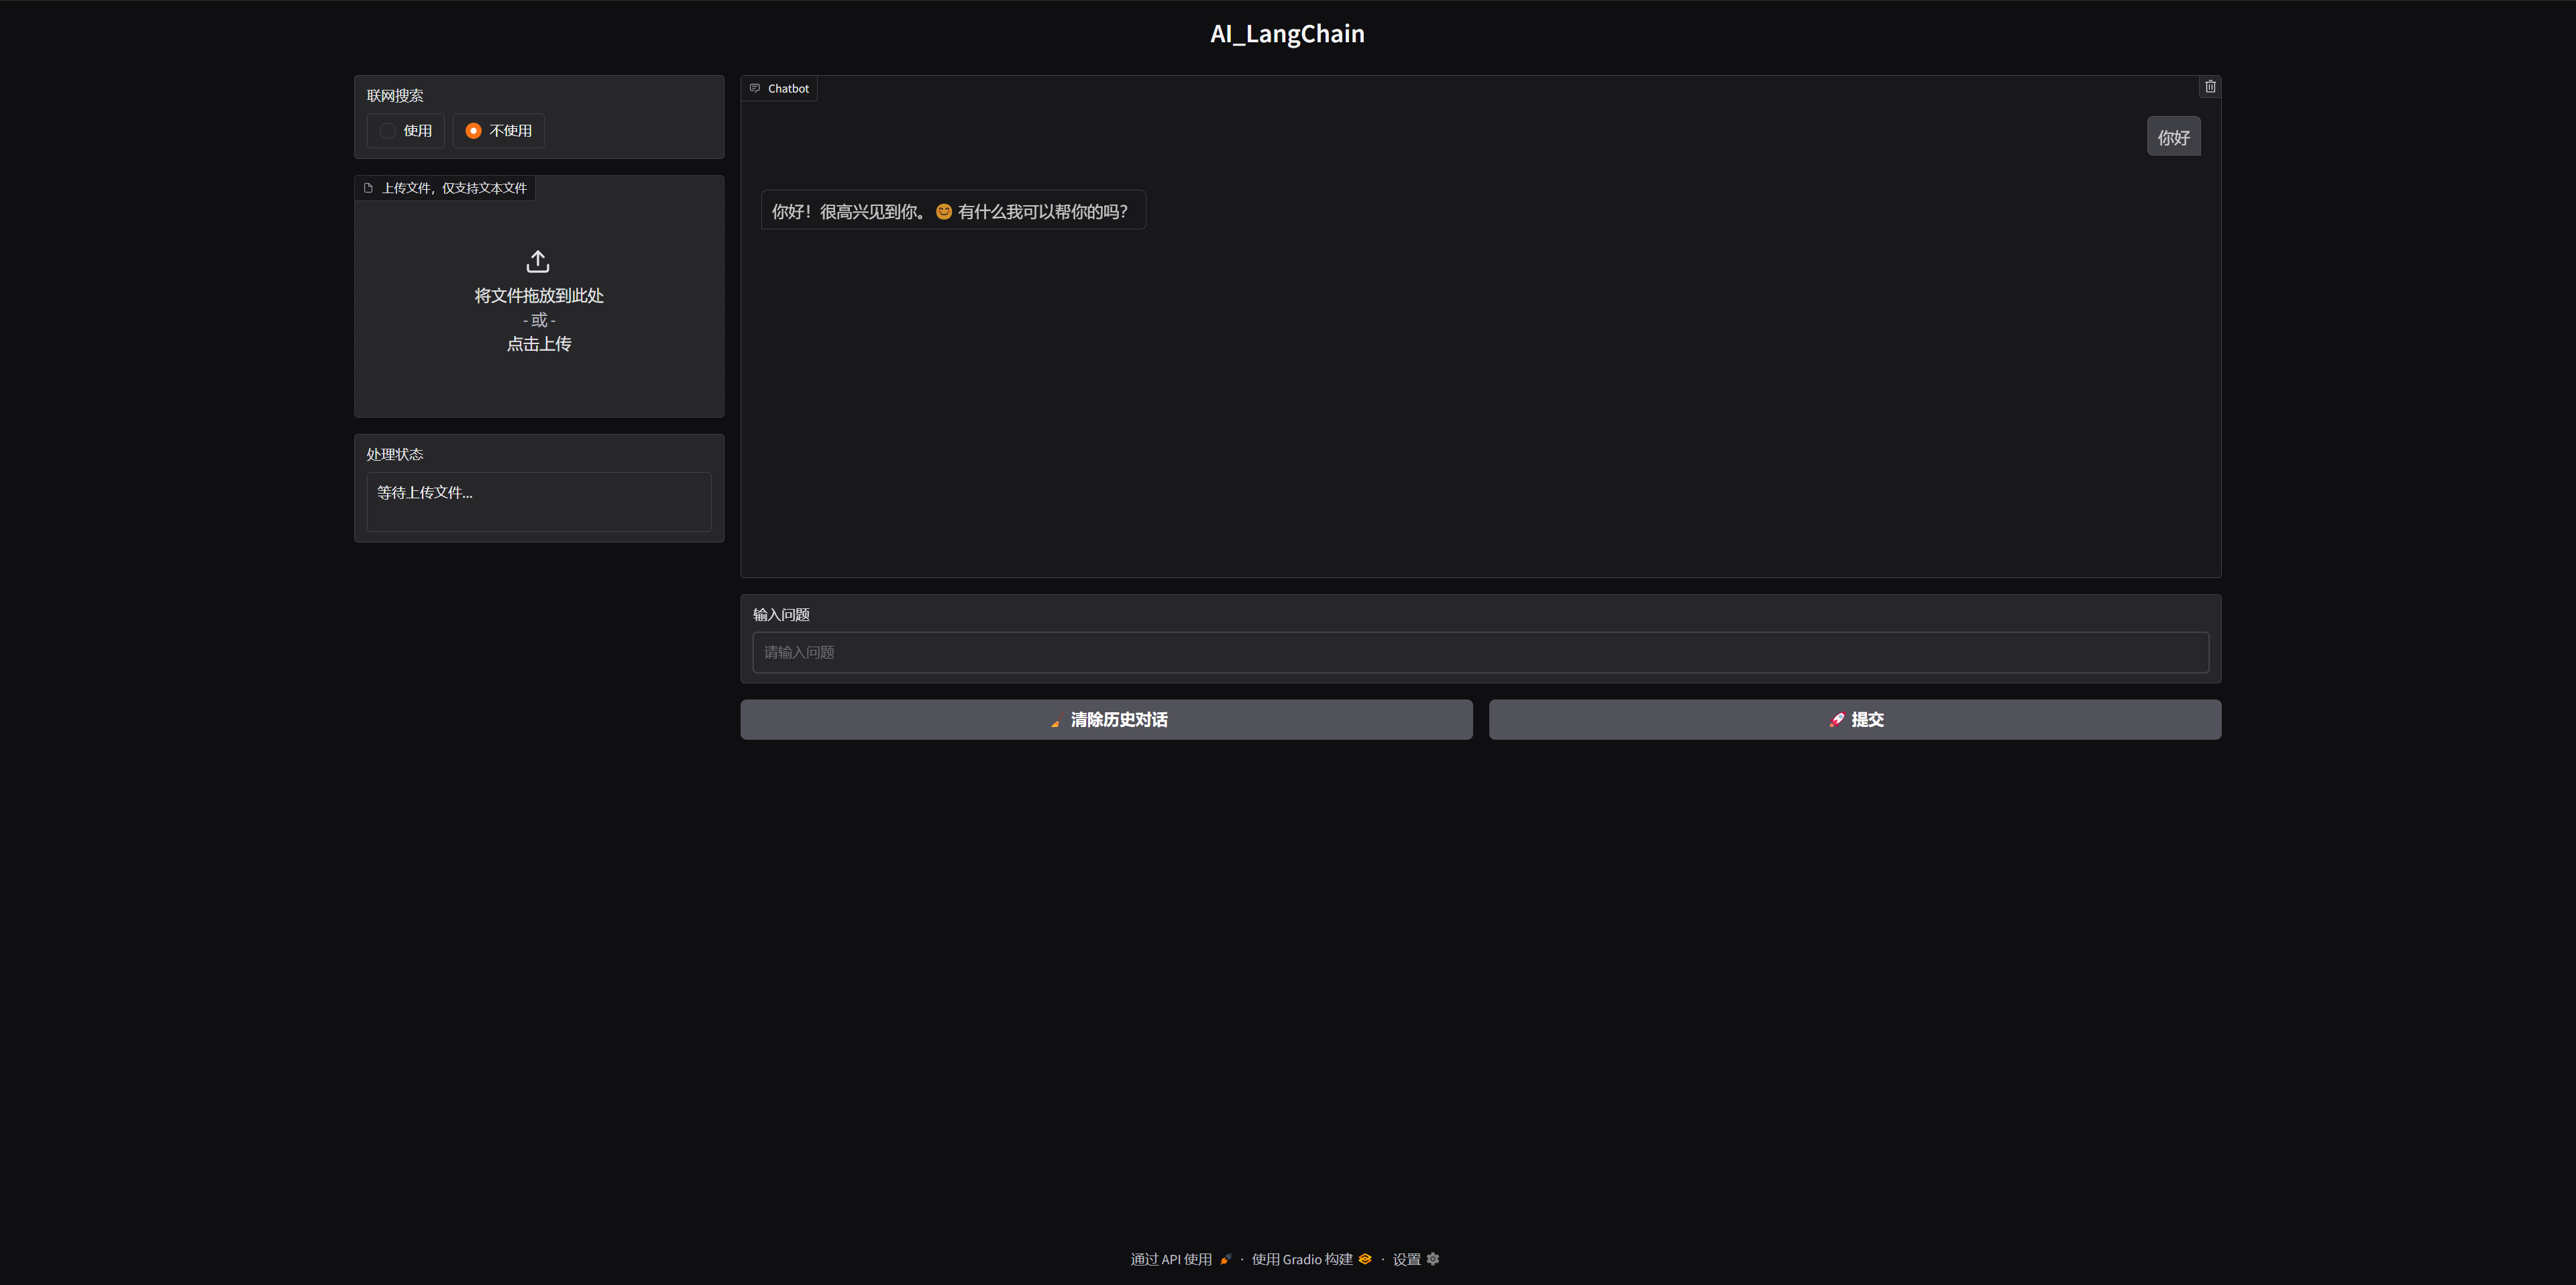 AI_LangChain
联网搜索
使用
不使用
上传文件，仅支持文本文件
将文件拖放到此处
- 或 -
点击上传
处理状态
等待上传文件...
Chatbot
你好
你好！很高兴见到你。😊 有什么我可以帮你的吗？
输入问题
请输入问题
🧹 清除历史对话
🚀 提交
通过 API 使用 · 使用 Gradio 构建 · 设置